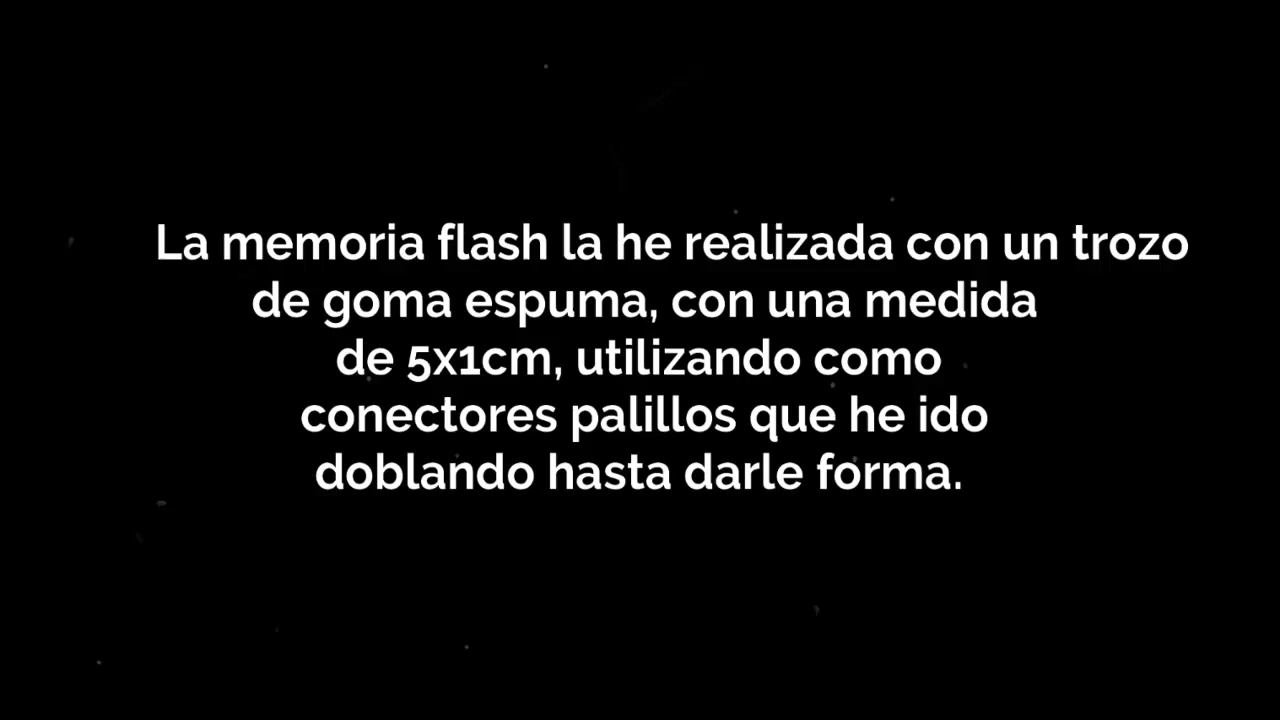 La memoria flash la he realizada con un trozo
de goma espuma, con una medida
de 5x1cm, utilizando como
conectores palillos que he ido
doblando hasta darle forma.